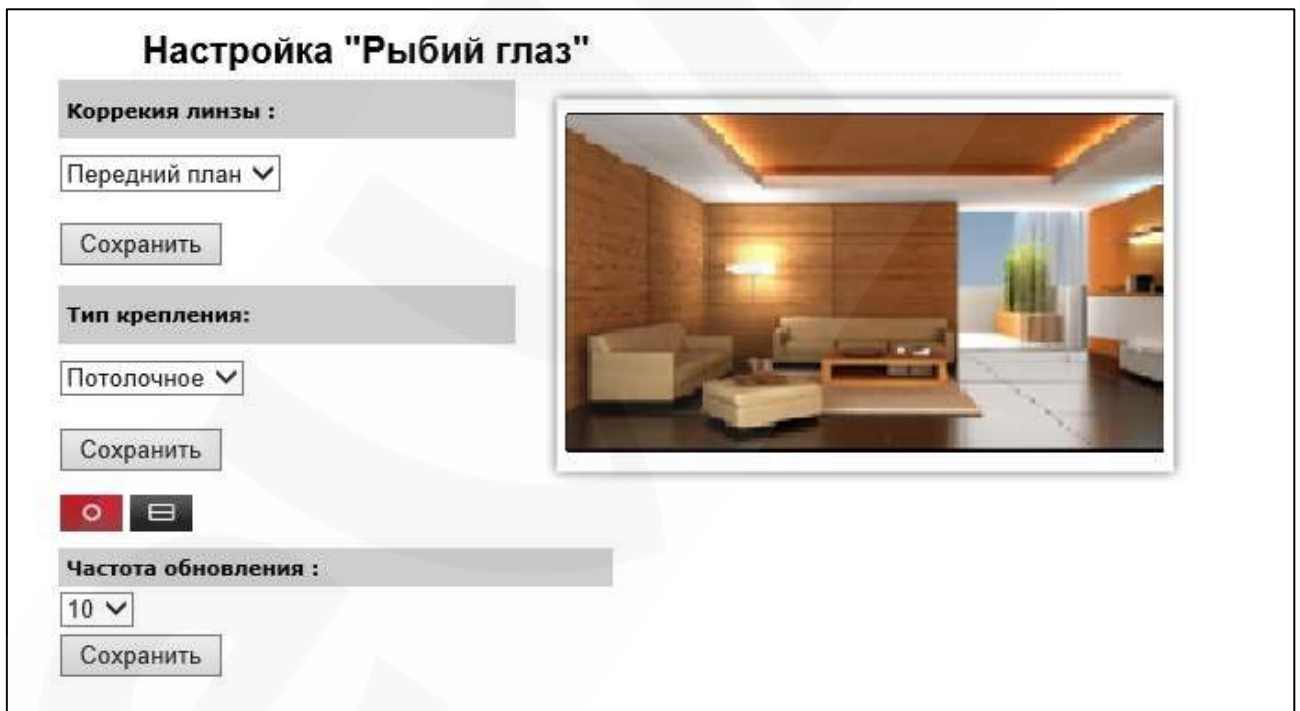 Настройка "Рыбий глаз"
Коррекия линзы :
Передний план
Сохранить
Тип крепления:
Потолочное
Сохранить
Частота обновления :
10
Сохранить